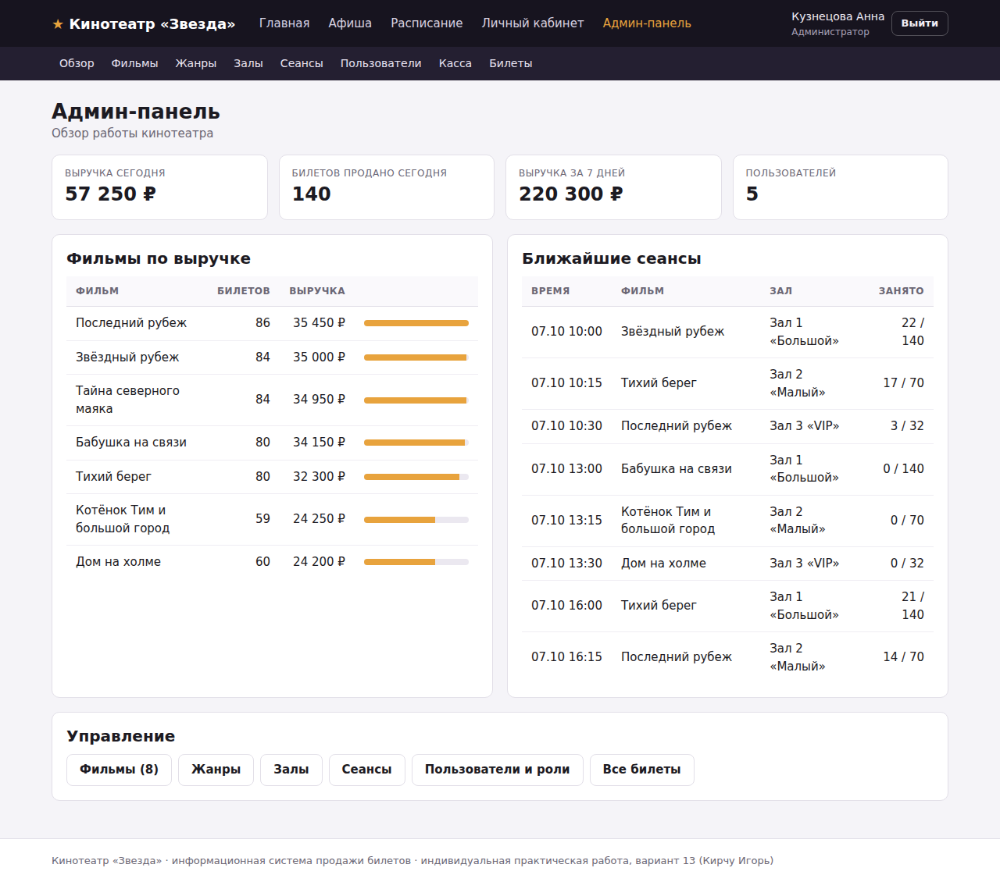 ★ Кинотеатр «Звезда»
Главная
Афиша
Расписание
Личный кабинет
Админ-панель
Кузнецова Анна
Администратор
Выйти
Обзор
Фильмы
Жанры
Залы
Сеансы
Пользователи
Касса
Билеты
Админ-панель
Обзор работы кинотеатра
ВЫРУЧКА СЕГОДНЯ
57 250 ₽
БИЛЕТОВ ПРОДАНО СЕГОДНЯ
140
ВЫРУЧКА ЗА 7 ДНЕЙ
220 300 ₽
ПОЛЬЗОВАТЕЛЕЙ
5
Фильмы по выручке
ФИЛЬМ БИЛЕТОВ ВЫРУЧКА
Последний рубеж 86 35 450 ₽
Звёздный рубеж 84 35 000 ₽
Тайна северного
маяка
84 34 950 ₽
Бабушка на связи 80 34 150 ₽
Тихий берег 80 32 300 ₽
Котёнок Тим и
большой город
59 24 250 ₽
Дом на холме 60 24 200 ₽
Ближайшие сеансы
ВРЕМЯ ФИЛЬМ ЗАЛ ЗАНЯТО
07.10 10:00 Звёздный рубеж
Зал 1
«Большой»
22 /
140
07.10 10:15 Тихий берег
Зал 2
«Малый»
17 / 70
07.10 10:30 Последний рубеж Зал 3 «VIP» 3 / 32
07.10 13:00 Бабушка на связи
Зал 1
«Большой»
0 / 140
07.10 13:15
Котёнок Тим и
большой город
Зал 2
«Малый»
0 / 70
07.10 13:30 Дом на холме Зал 3 «VIP» 0 / 32
07.10 16:00 Тихий берег
Зал 1
«Большой»
21 /
140
07.10 16:15 Последний рубеж
Зал 2
«Малый»
14 / 70
Управление
Фильмы (8)
Жанры
Залы
Сеансы
Пользователи и роли
Все билеты
Кинотеатр «Звезда» · информационная система продажи билетов · индивидуальная практическая работа, вариант 13 (Кирчу Игорь)